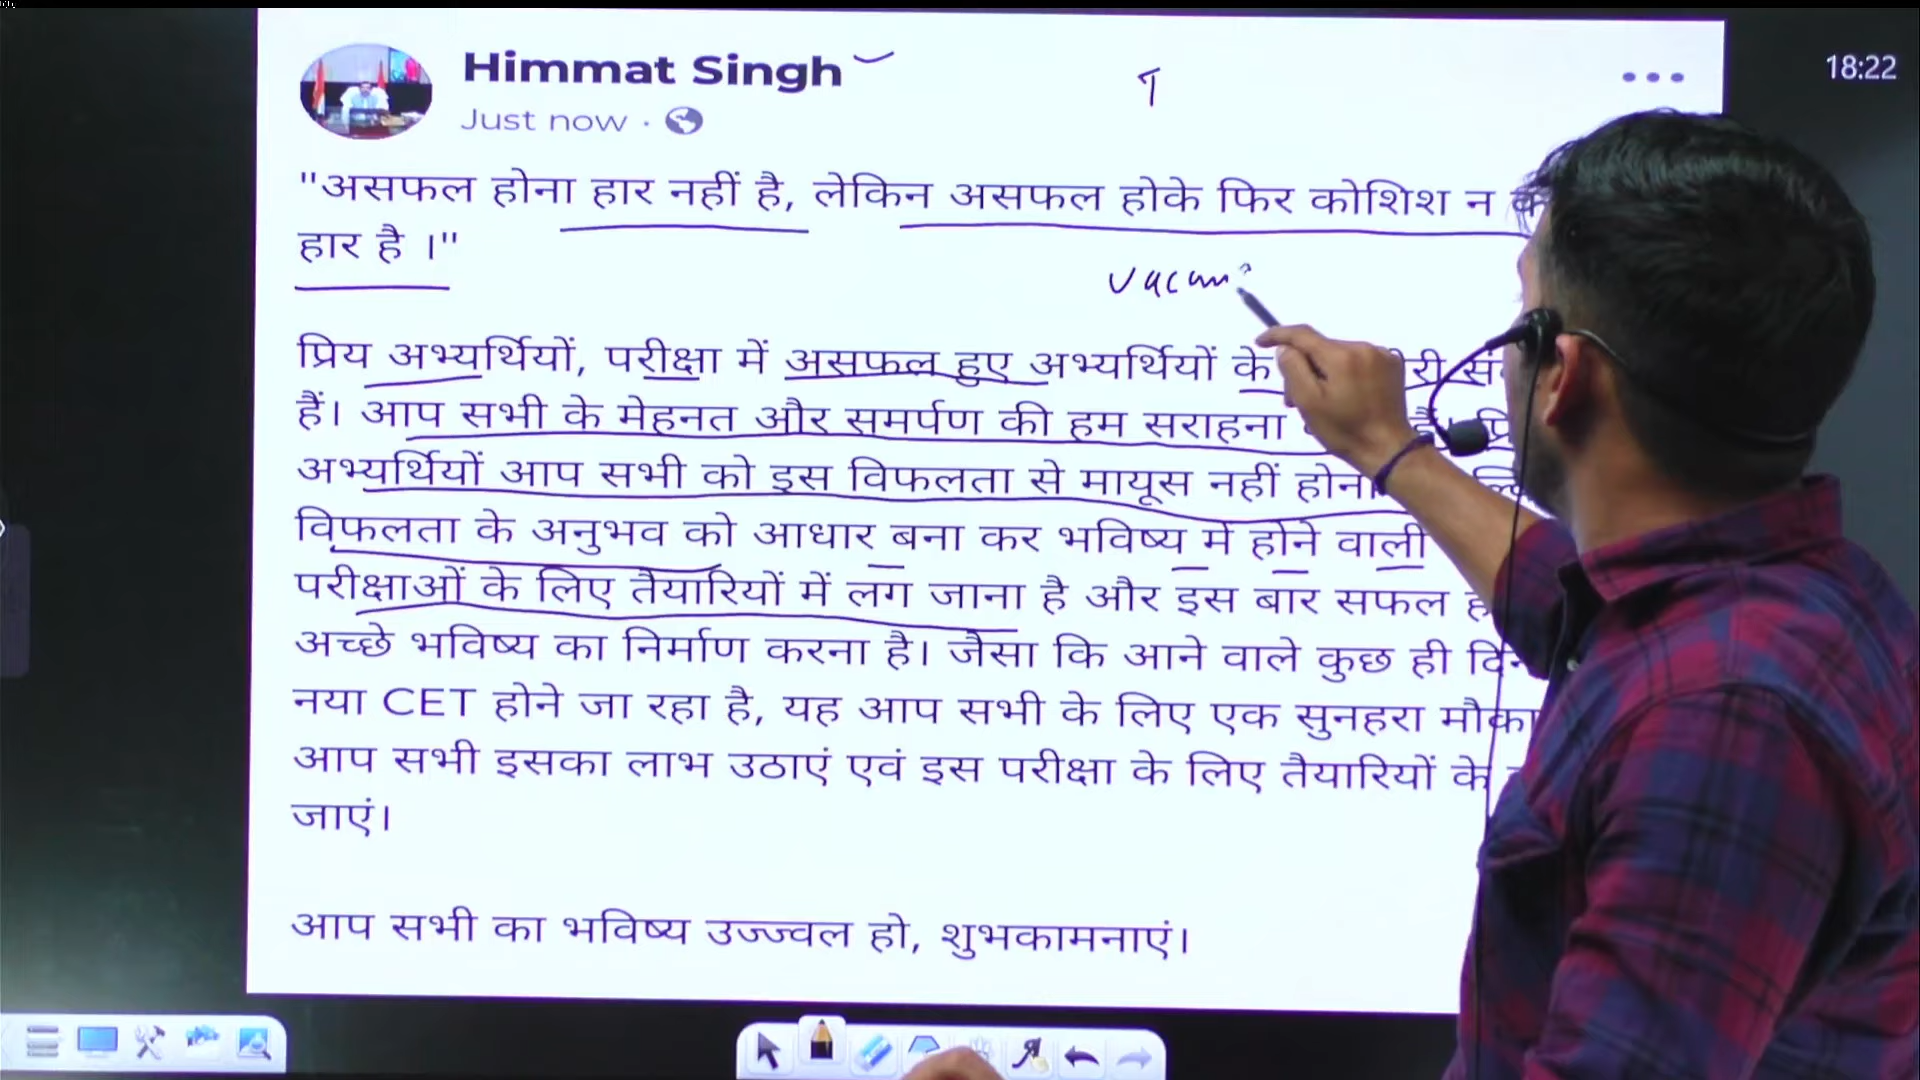 Himmat Singh
18:22
Just now ·
"असफल होना हार नहीं है, लेकिन असफल होके फिर कोशिश न
हार है ।"
प्रिय अभ्यर्थियों, परीक्षा में असफल हुए अभ्यर्थियों के
हैं। आप सभी के मेहनत और समर्पण की हम सराहना
अभ्यर्थियों आप सभी को इस विफलता से मायूस नहीं
विफलता के अनुभव को आधार बना कर भविष्य में होने वाली
परीक्षाओं के लिए तैयारियों में लग जाना है और इस बार सफल
अच्छे भविष्य का निर्माण करना है। जैसा कि आने वाले कुछ ही
नया CET होने जा रहा है, यह आप सभी के लिए एक सुनहरा मौका
आप सभी इसका लाभ उठाएं एवं इस परीक्षा के लिए तैयारियों के
जाएं।
आप सभी का भविष्य उज्ज्वल हो, शुभकामनाएं।